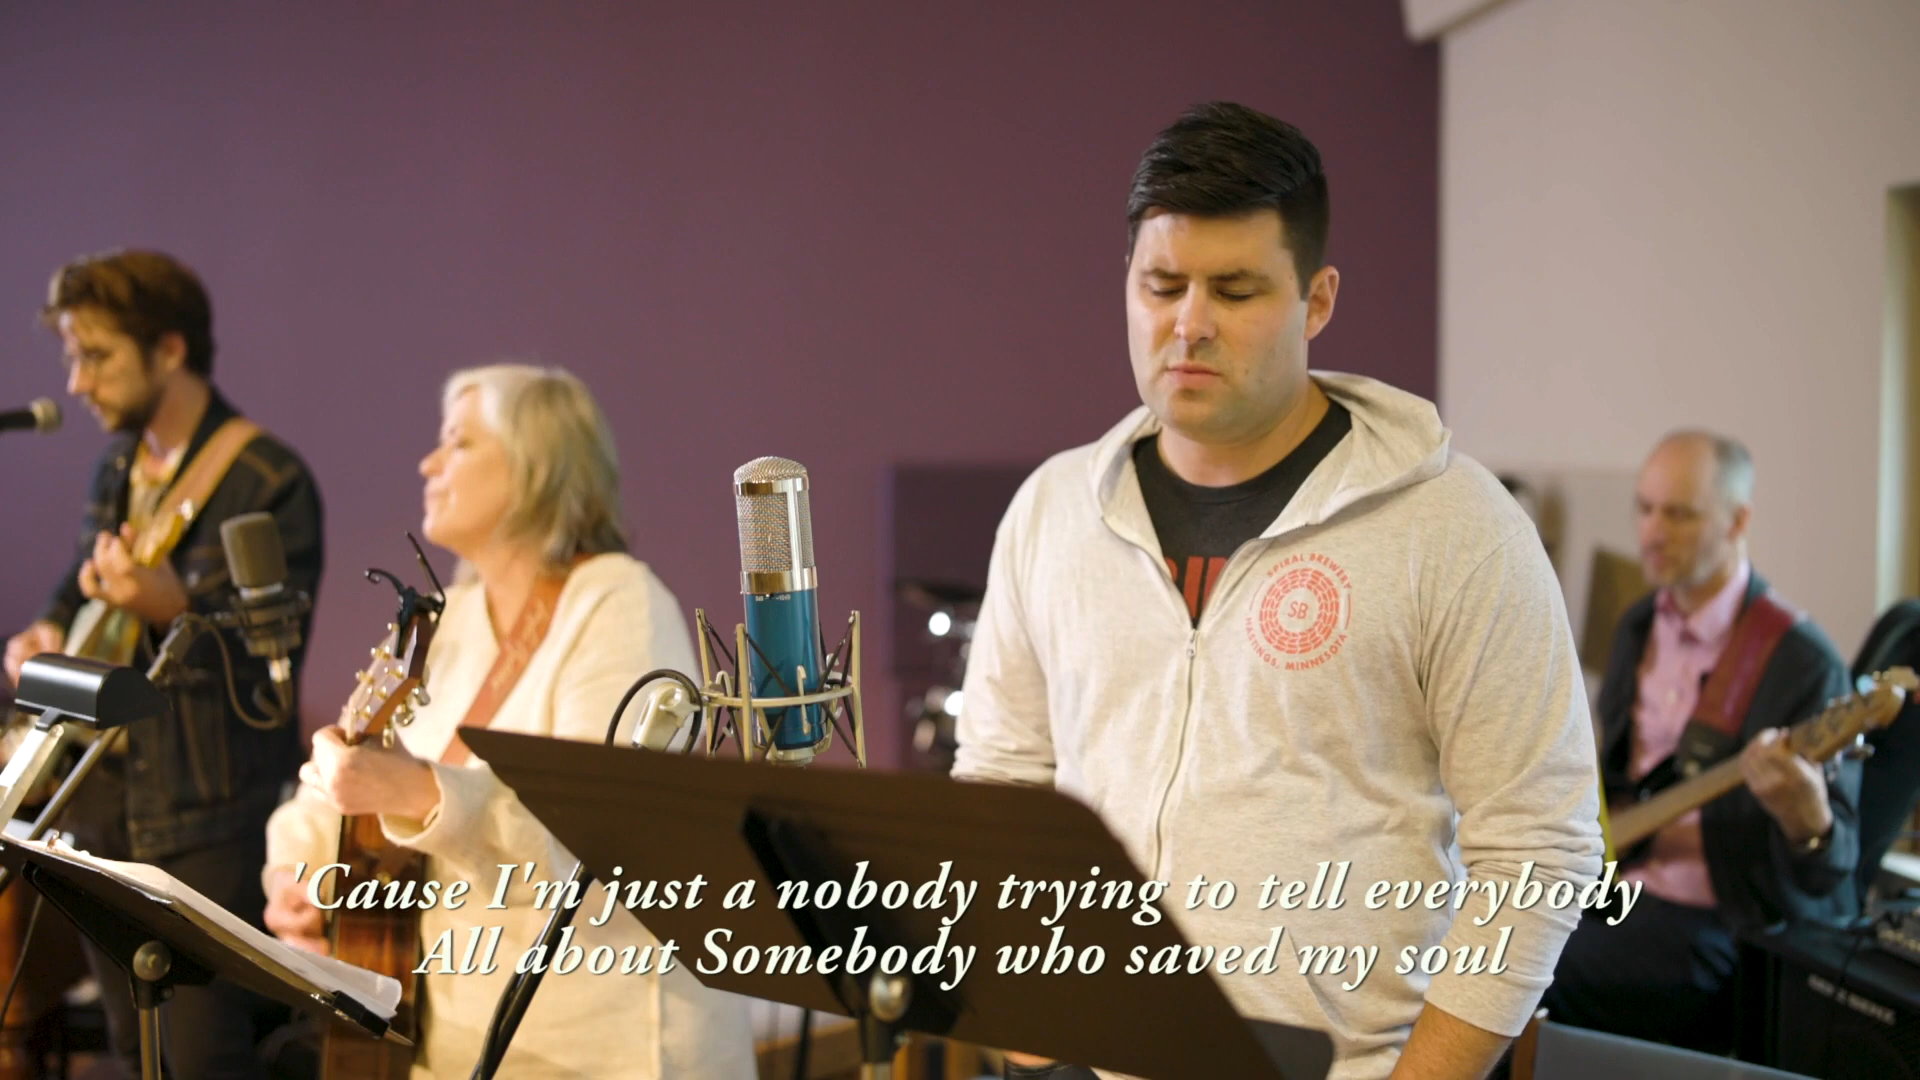 SPIRAL BREWERY
SB
HASTINGS, MINNESOTA
'Cause I'm just a nobody trying to tell everybody
All about Somebody who saved my soul